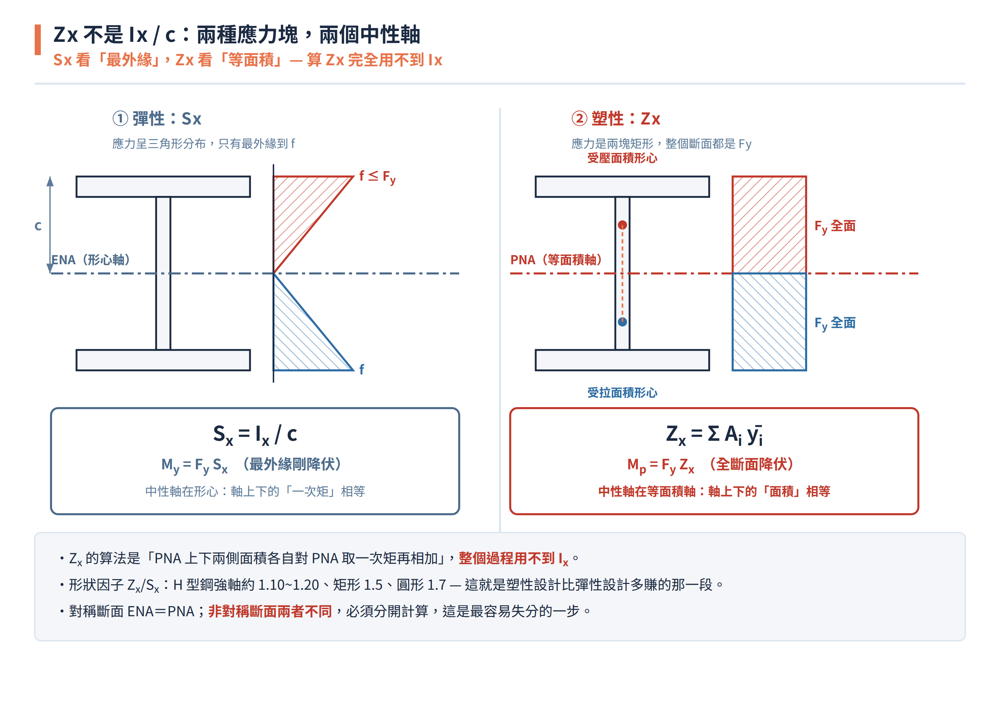 Zx 不是 Ix / c：兩種應力塊，兩個中性軸
Sx 看「最外緣」，Zx 看「等面積」— 算 Zx 完全用不到 Ix
① 彈性：Sx
應力呈三角形分布，只有最外緣到 f
f ≤ Fy
c
ENA（形心軸）
f
Sx = Ix / c
My = Fy Sx （最外緣剛降伏）
中性軸在形心：軸上下的「一次矩」相等
② 塑性：Zx
應力是兩塊矩形，整個斷面都是 Fy
受壓面積形心
Fy 全面
PNA（等面積軸）
Fy 全面
受拉面積形心
Zx = Σ Ai ȳi
Mp = Fy Zx （全斷面降伏）
中性軸在等面積軸：軸上下的「面積」相等
・Zx 的算法是「PNA 上下兩側面積各自對 PNA 取一次矩再相加」，整個過程用不到 Ix。
・形狀因子 Zx/Sx：H 型鋼強軸約 1.10~1.20、矩形 1.5、圓形 1.7 — 這就是塑性設計比彈性設計多賺的那一段。
・對稱斷面 ENA＝PNA；非對稱斷面兩者不同，必須分開計算，這是最容易失分的一步。